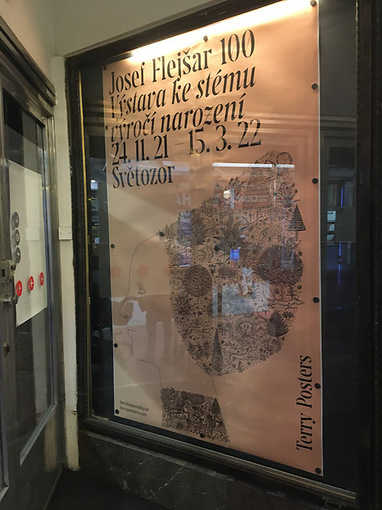 Josef Flejšar 100
Výstava ke stému
výročí narození
24. 11. 21 – 15. 3. 22
Světozor
Terry Posters